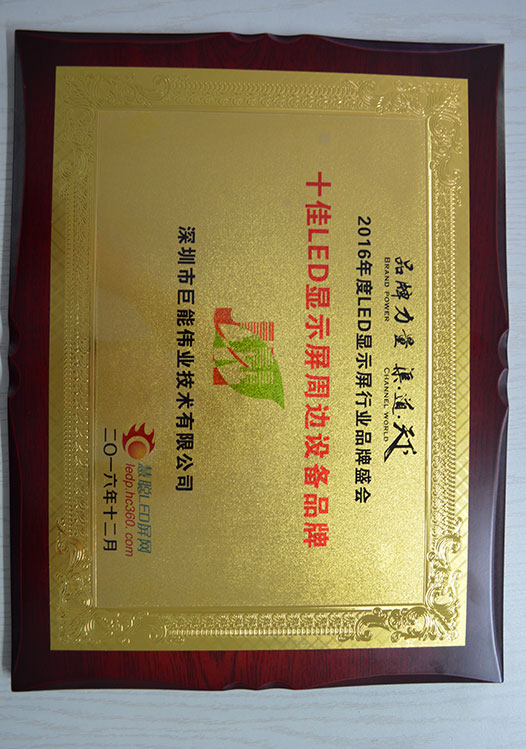 品牌力量 渠·道·天下
BRAND POWER CHANNEL WORLD
2016年度LED显示屏行业品牌盛会
十佳LED显示屏周边设备品牌
深圳市巨能伟业技术有限公司
慧聪LED屏网
ledp.hc360.com
二〇一六年十二月